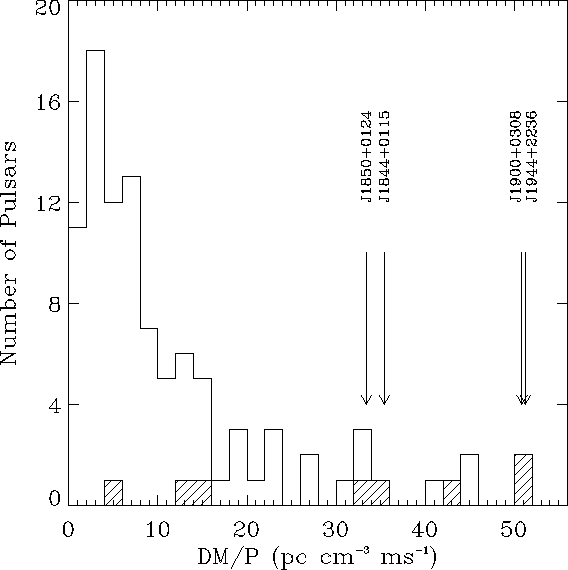 20
16
12
8
4
0
Number of Pulsars
J1850+0124
J1844+0115
J1900+0308
J1944+2236
0 10 20 30 40 50
DM/P (pc cm⁻³ ms⁻¹)